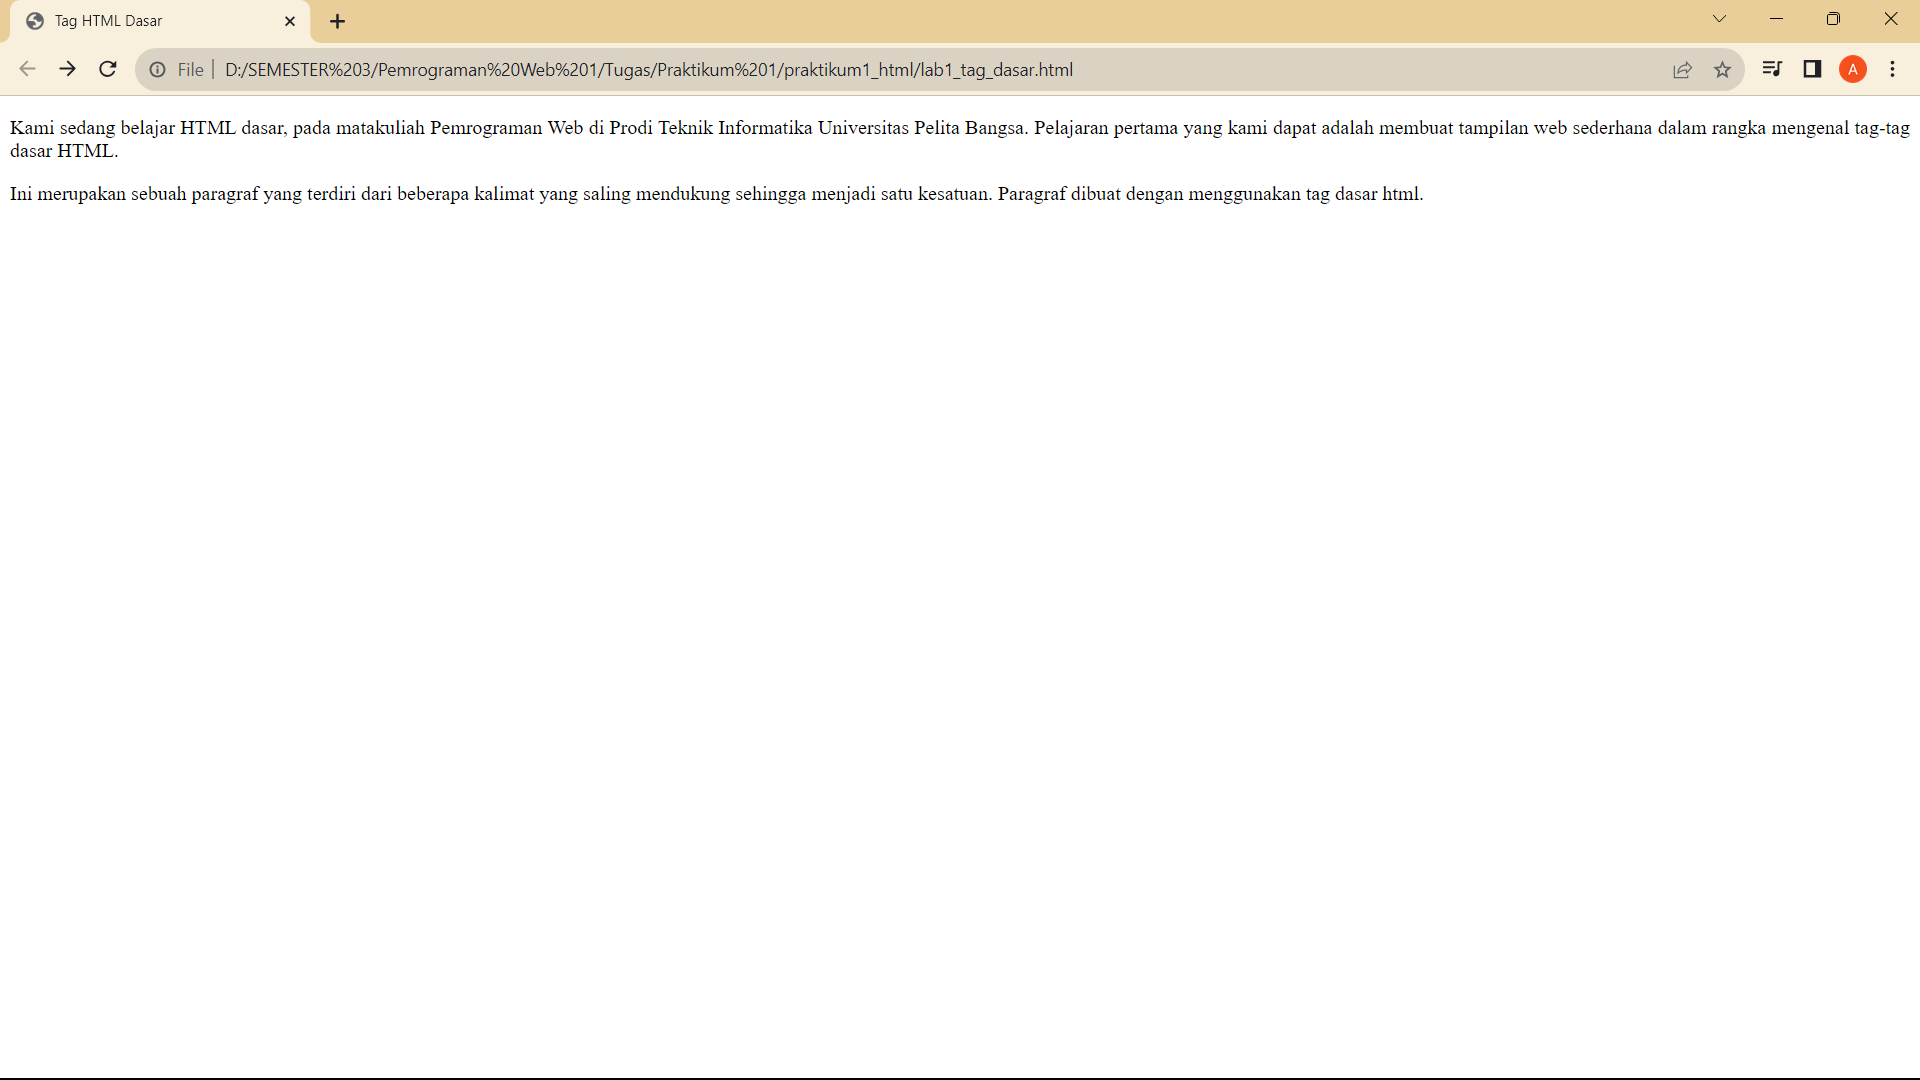 Tag HTML Dasar
File | D:/SEMESTER%203/Pemrograman%20Web%201/Tugas/Praktikum%201/praktikum1_html/lab1_tag_dasar.html
A
Kami sedang belajar HTML dasar, pada matakuliah Pemrograman Web di Prodi Teknik Informatika Universitas Pelita Bangsa. Pelajaran pertama yang kami dapat adalah membuat tampilan web sederhana dalam rangka mengenal tag-tag
dasar HTML.
Ini merupakan sebuah paragraf yang terdiri dari beberapa kalimat yang saling mendukung sehingga menjadi satu kesatuan. Paragraf dibuat dengan menggunakan tag dasar html.